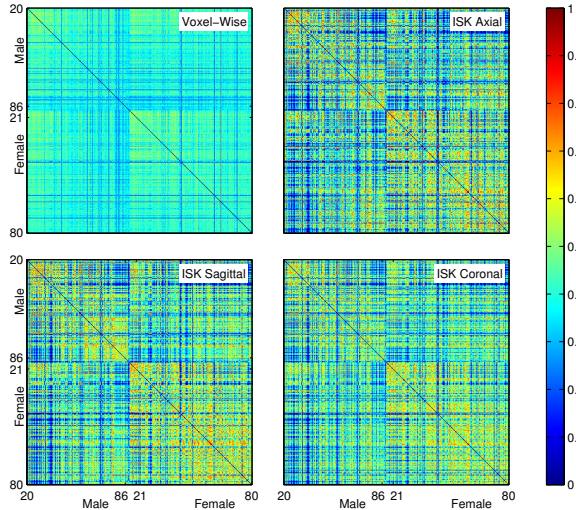 20
Male
86
21
Female
80
Voxel-Wise
ISK Axial
20
Male
86
21
Female
80
ISK Sagittal
ISK Coronal
20 Male 86 21 Female 80
20 Male 86 21 Female 80
1
0